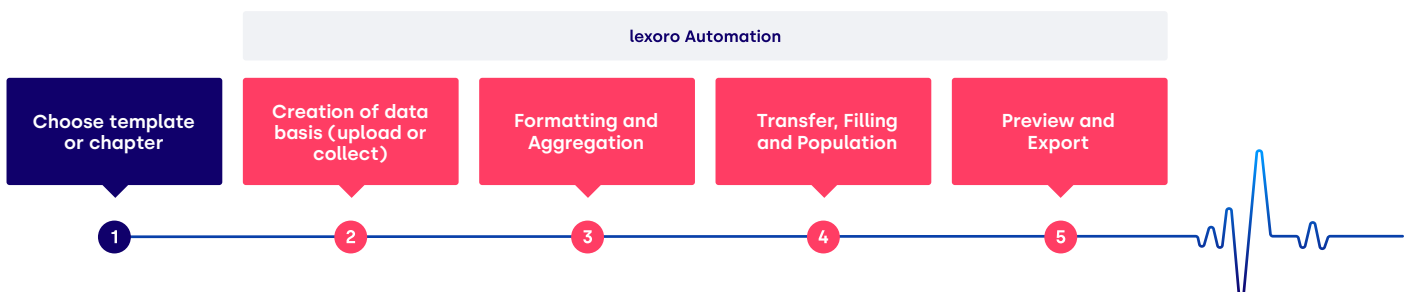 lexoro Automation
Choose template
or chapter
Creation of data
basis (upload or
collect)
Formatting and
Aggregation
Transfer, Filling
and Population
Preview and
Export
1
2
3
4
5